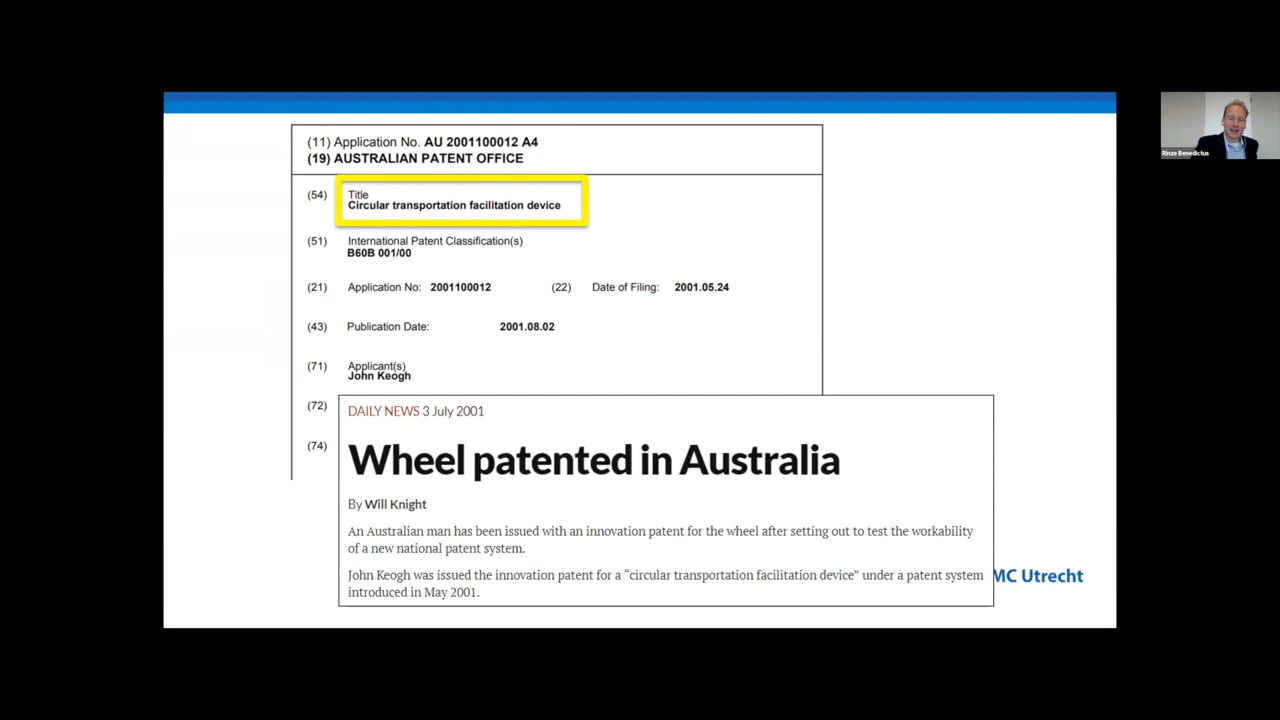 (11) Application No. AU 2001100012 A4
(19) AUSTRALIAN PATENT OFFICE
(54) Title
Circular transportation facilitation device
(51) International Patent Classification(s)
B60B 001/00
(21) Application No: 2001100012 (22) Date of Filing: 2001.05.24
(43) Publication Date: 2001.08.02
(71) Applicant(s)
John Keogh
(72)
(74)
DAILY NEWS 3 July 2001
Wheel patented in Australia
By Will Knight
An Australian man has been issued with an innovation patent for the wheel after setting out to test the workability
of a new national patent system.
John Keogh was issued the innovation patent for a “circular transportation facilitation device” under a patent system
introduced in May 2001.
MC Utrecht
Rinze Benedictus